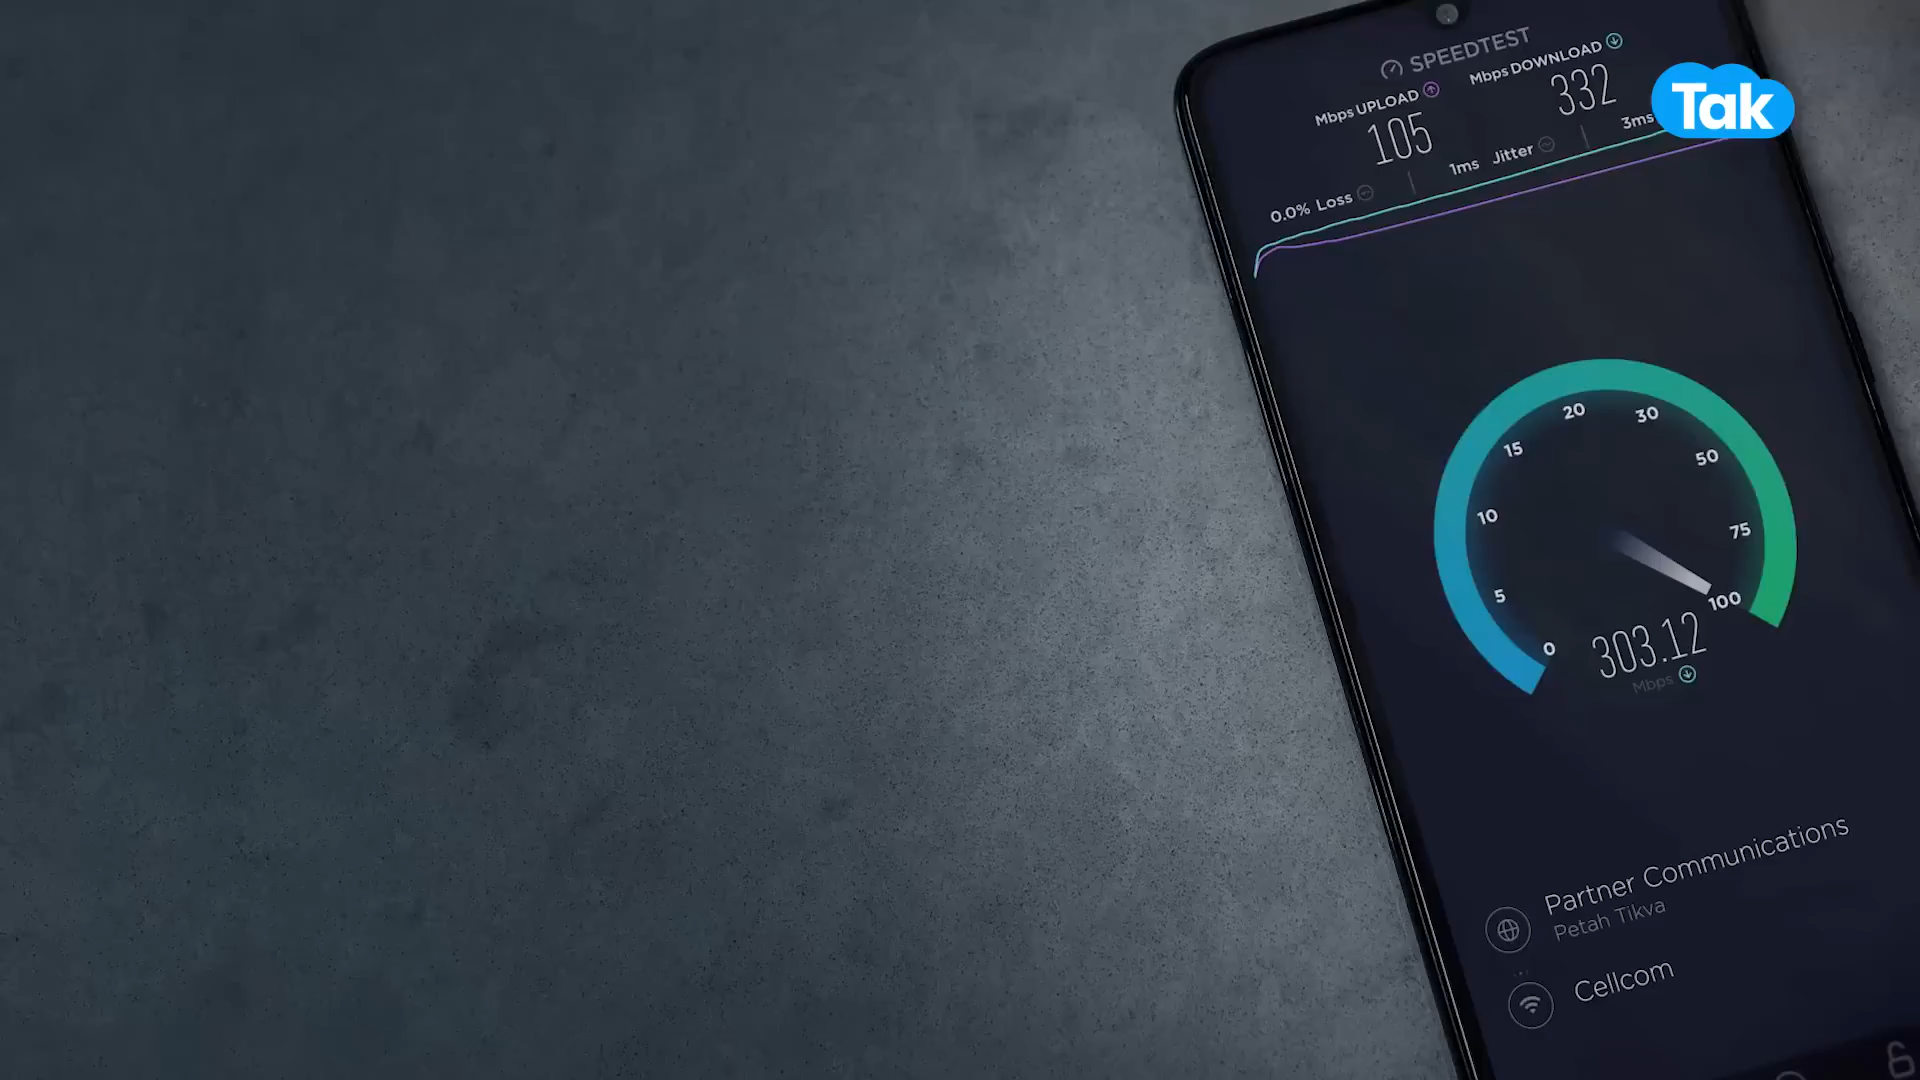 SPEEDTEST
Mbps UPLOAD
Mbps DOWNLOAD
105
332
0.0% Loss
1ms Jitter
3ms
Tak
0
5
10
15
20
30
50
75
100
303.12
Mbps
Partner Communications
Petah Tikva
Cellcom
6